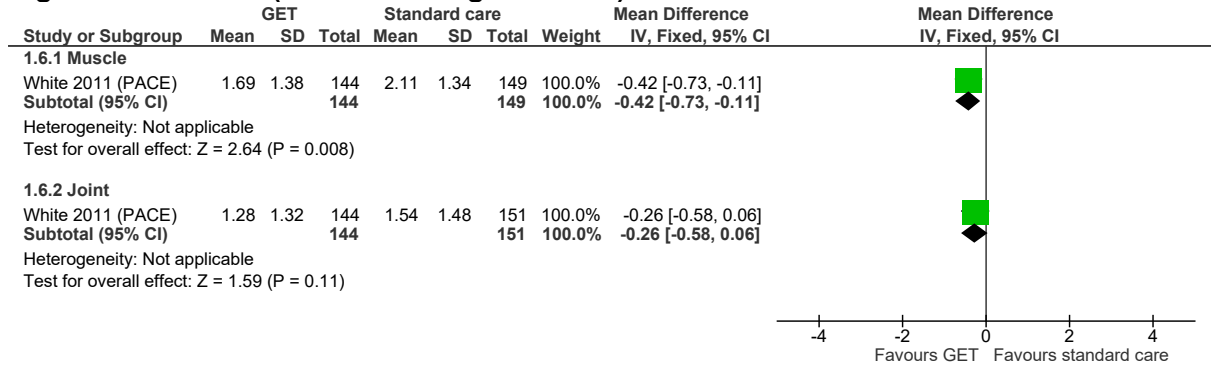 GET Standard care Mean Difference Mean Difference
Study or Subgroup Mean SD Total Mean SD Total Weight IV, Fixed, 95% CI IV, Fixed, 95% CI
1.6.1 Muscle
White 2011 (PACE) 1.69 1.38 144 2.11 1.34 149 100.0% -0.42 [-0.73, -0.11]
Subtotal (95% CI) 144 149 100.0% -0.42 [-0.73, -0.11]
Heterogeneity: Not applicable
Test for overall effect: Z = 2.64 (P = 0.008)
1.6.2 Joint
White 2011 (PACE) 1.28 1.32 144 1.54 1.48 151 100.0% -0.26 [-0.58, 0.06]
Subtotal (95% CI) 144 151 100.0% -0.26 [-0.58, 0.06]
Heterogeneity: Not applicable
Test for overall effect: Z = 1.59 (P = 0.11)
-4 -2 0 2 4
Favours GET Favours standard care